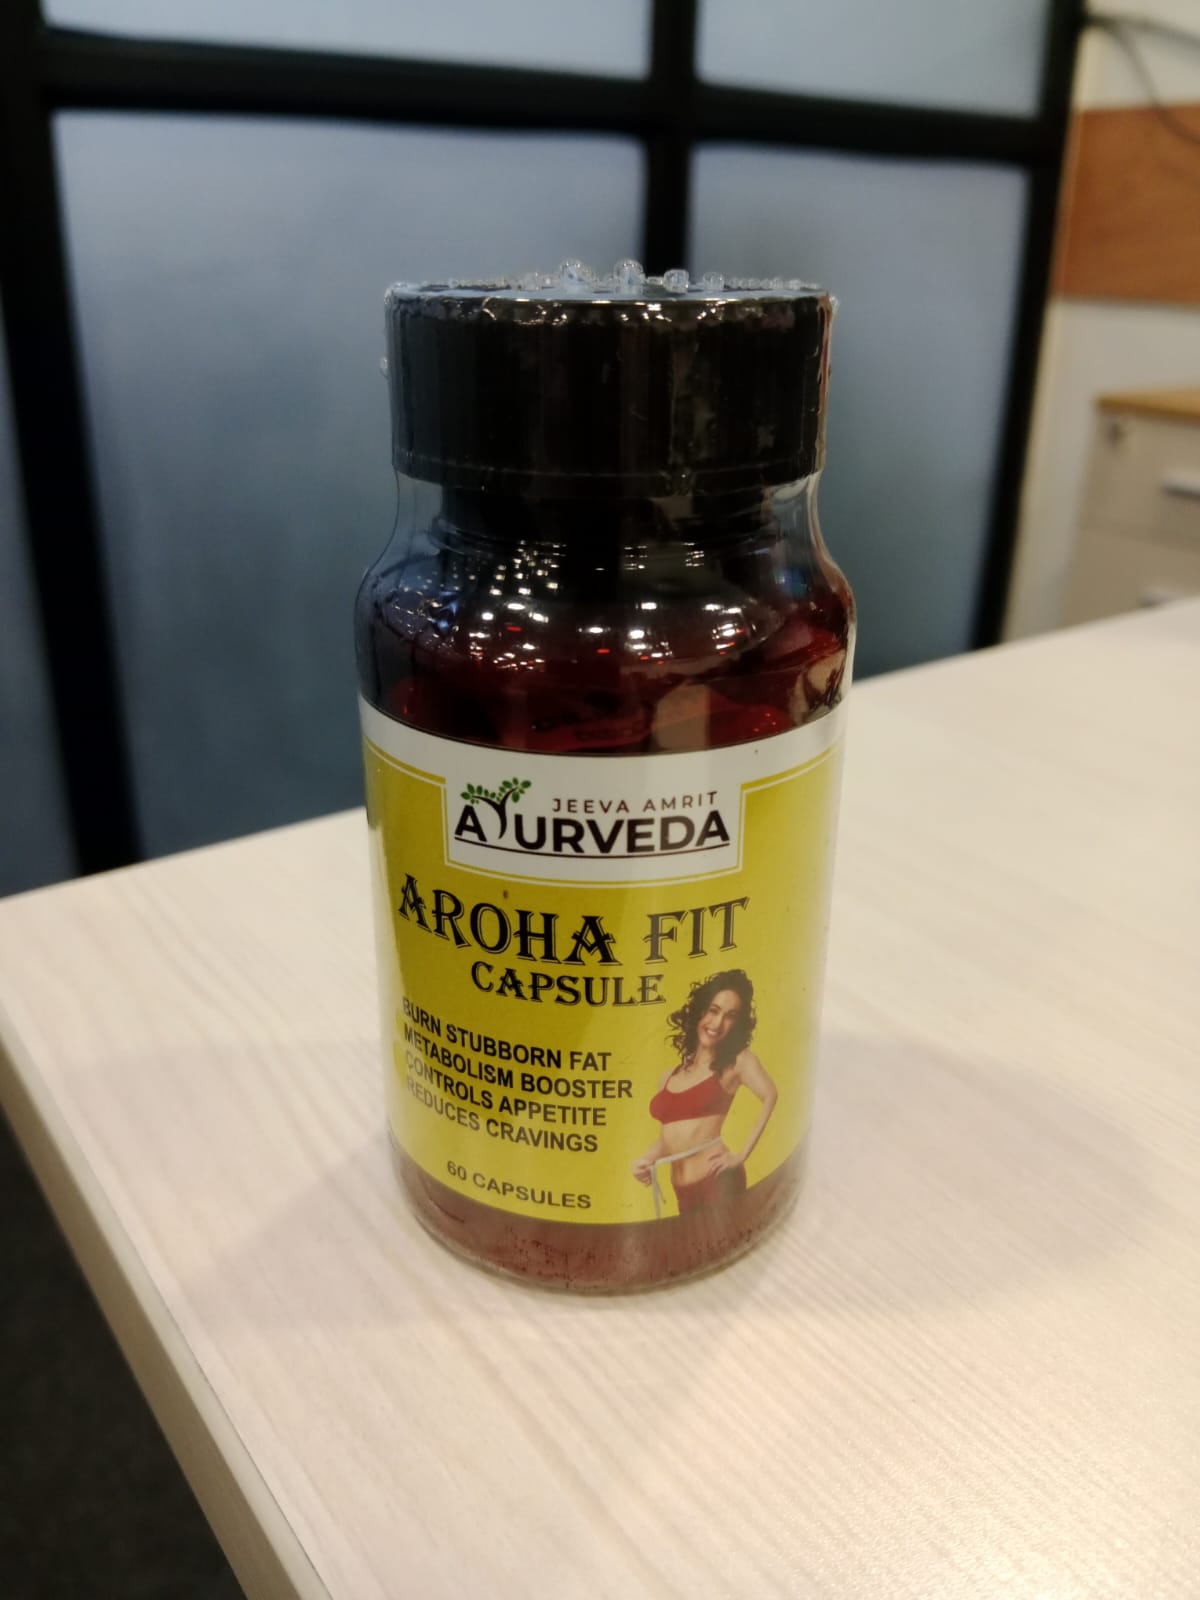 JEEVA AMRIT
AYURVEDA
AROHA FIT
CAPSULE
BURN STUBBORN FAT
METABOLISM BOOSTER
CONTROLS APPETITE
REDUCES CRAVINGS
60 CAPSULES